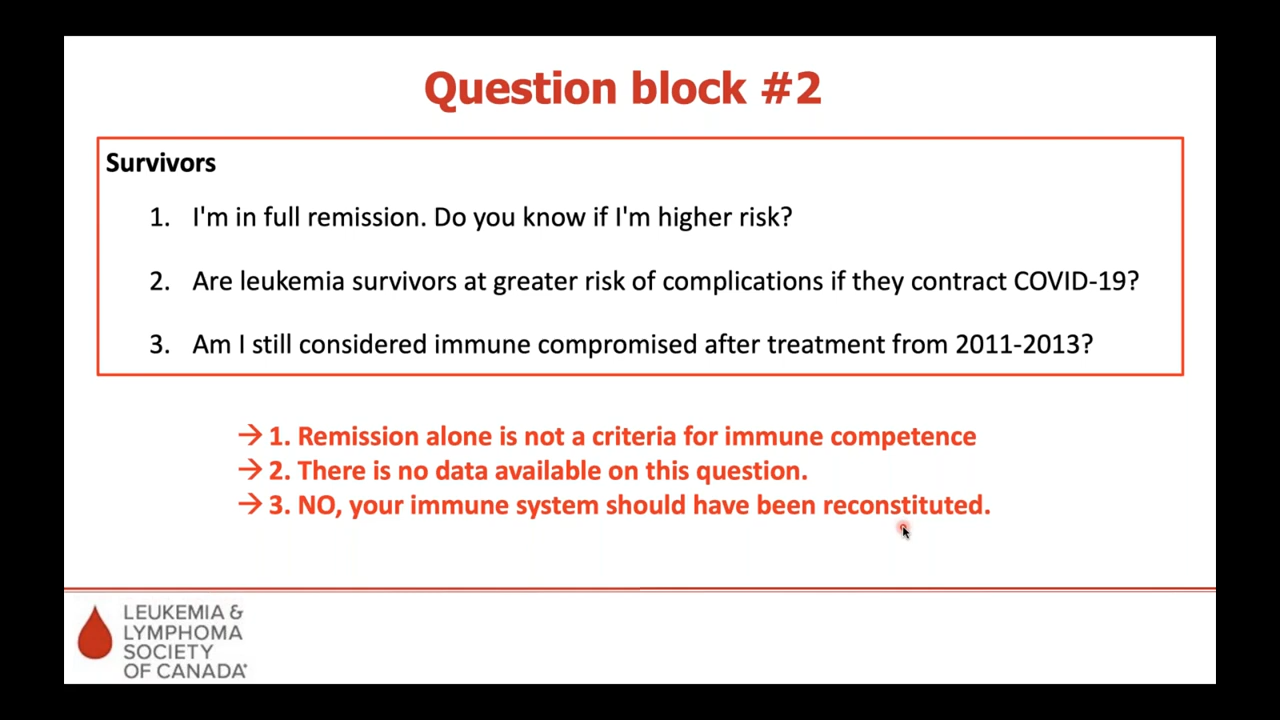 Question block #2
Survivors
1. I'm in full remission. Do you know if I'm higher risk?
2. Are leukemia survivors at greater risk of complications if they contract COVID-19?
3. Am I still considered immune compromised after treatment from 2011-2013?
→ 1. Remission alone is not a criteria for immune competence
→ 2. There is no data available on this question.
→ 3. NO, your immune system should have been reconstituted.
LEUKEMIA &
LYMPHOMA
SOCIETY
OF CANADA